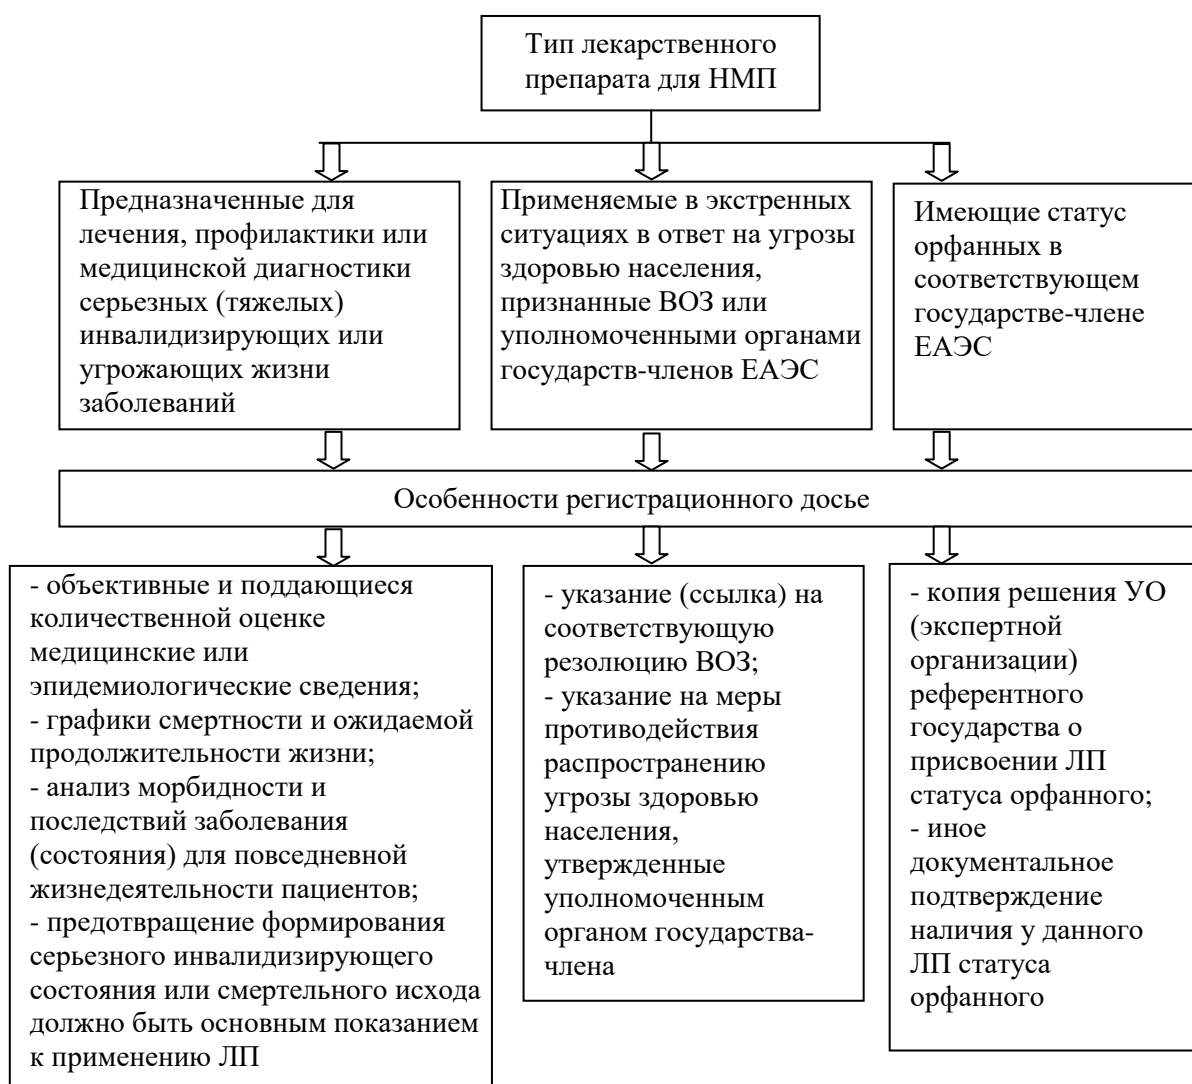 Тип лекарственного
препарата для НМП
Предназначенные для
лечения, профилактики или
медицинской диагностики
серьезных (тяжелых)
инвалидизирующих или
угрожающих жизни
заболеваний
Применяемые в экстренных
ситуациях в ответ на угрозы
здоровью населения,
признанные ВОЗ или
уполномоченными органами
государств-членов ЕАЭС
Имеющие статус
орфанных в
соответствующем
государстве-члене
ЕАЭС
Особенности регистрационного досье
- объективные и поддающиеся
количественной оценке
медицинские или
эпидемиологические сведения;
- графики смертности и ожидаемой
продолжительности жизни;
- анализ морбидности и
последствий заболевания
(состояния) для повседневной
жизнедеятельности пациентов;
- предотвращение формирования
серьезного инвалидизирующего
состояния или смертельного исхода
должно быть основным показанием
к применению ЛП
- указание (ссылка) на
соответствующую
резолюцию ВОЗ;
- указание на меры
противодействия
распространению
угрозы здоровью
населения,
утвержденные
уполномоченным
органом государства-
члена
- копия решения УО
(экспертной
организации)
референтного
государства о
присвоении ЛП
статуса орфанного;
- иное
документальное
подтверждение
наличия у данного
ЛП статуса
орфанного